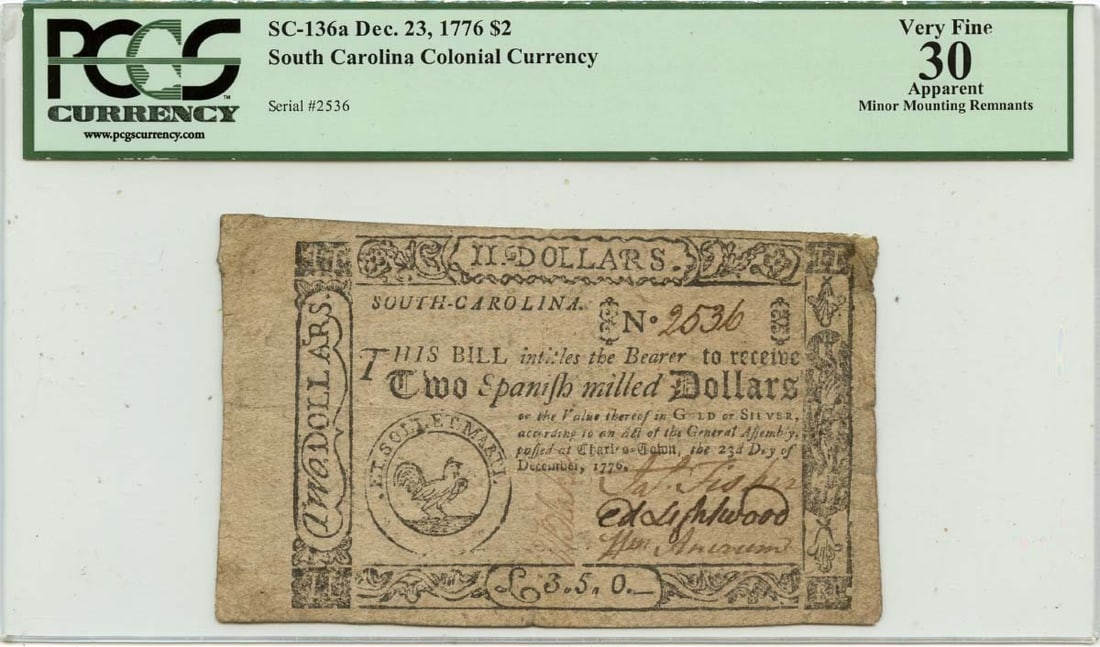 PCGS
CURRENCY™
www.pcgscurrency.com
SC-136a Dec. 23, 1776 $2
South Carolina Colonial Currency
Serial #2536
Very Fine
30
Apparent
Minor Mounting Remnants
II DOLLARS.
Two DOLLARS.
SOUTH-CAROLINA.
No. 2536
THIS BILL intitles the Bearer to receive
Two Spaniſh milled Dollars
or the Value thereof in GOLD or SILVER,
according to an Act of the General Aſſembly,
paſſed at Charles-Town, the 23d Day of
December, 1776.
ET SOLI, ET MARTI.
Ed Lightwood
£3.5.0.